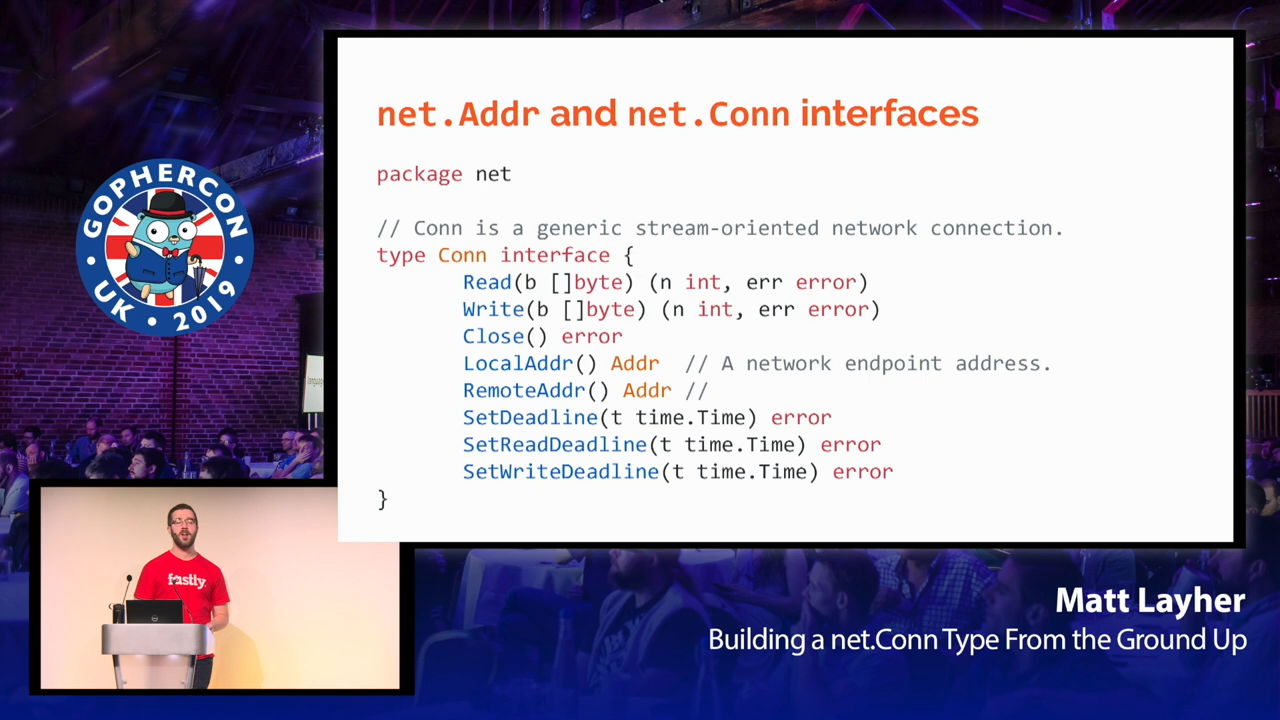 GOPHERCON
UK • 2019
net.Addr and net.Conn interfaces
package net
// Conn is a generic stream-oriented network connection.
type Conn interface {
Read(b []byte) (n int, err error)
Write(b []byte) (n int, err error)
Close() error
LocalAddr() Addr // A network endpoint address.
RemoteAddr() Addr //
SetDeadline(t time.Time) error
SetReadDeadline(t time.Time) error
SetWriteDeadline(t time.Time) error
}
fastly
Matt Layher
Building a net.Conn Type From the Ground Up